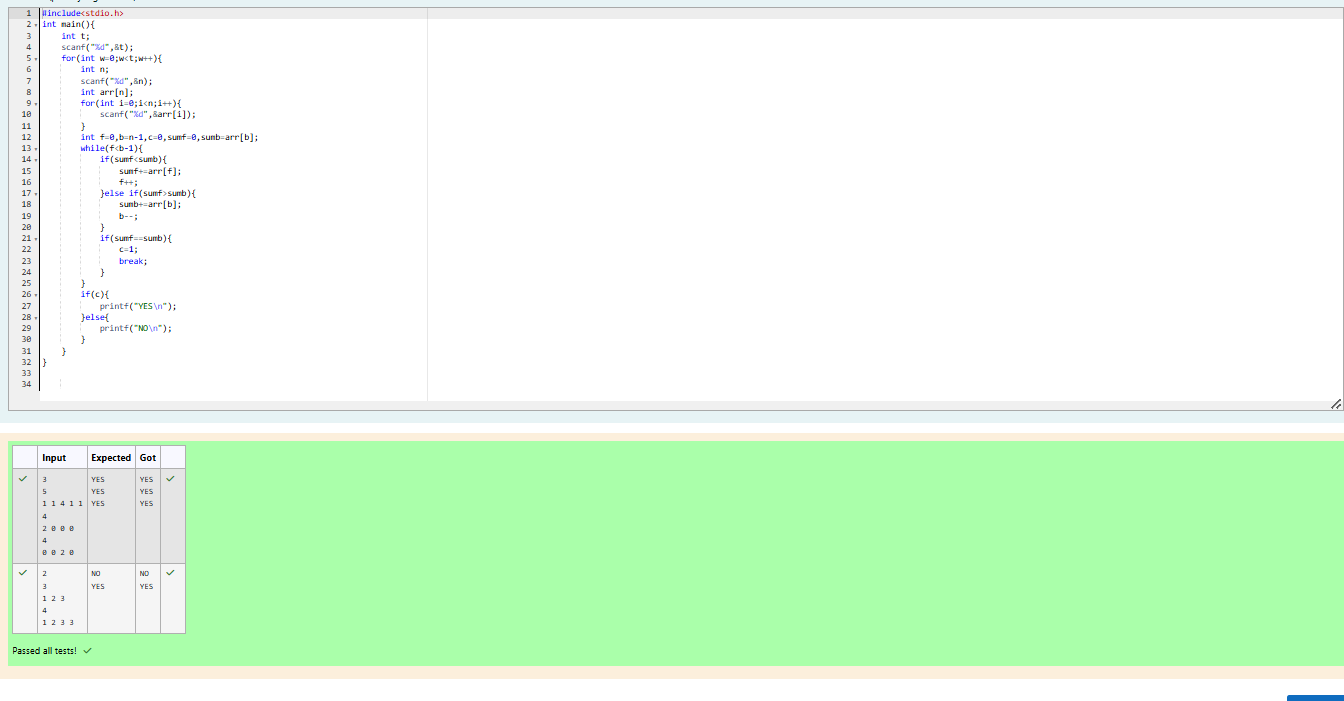 1 #include<stdio.h>
2 int main(){
3     int t;
4     scanf("%d",&t);
5     for(int w=0;w<t;w++){
6         int n;
7         scanf("%d",&n);
8         int arr[n];
9         for(int i=0;i<n;i++){
10             scanf("%d",&arr[i]);
11         }
12         int f=0,b=n-1,c=0,sumf=0,sumb=arr[b];
13         while(f<b-1){
14             if(sumf<sumb){
15                 sumf+=arr[f];
16                 f++;
17             }else if(sumf>sumb){
18                 sumb+=arr[b];
19                 b--;
20             }
21             if(sumf==sumb){
22                 c=1;
23                 break;
24             }
25         }
26         if(c){
27             printf("YES\n");
28         }else{
29             printf("NO\n");
30         }
31     }
32 }
33
34
Input Expected Got
3 YES YES
5 YES YES
1 1 4 1 1 YES YES
4
2 0 0 0
4
0 0 2 0
2 NO NO
3 YES YES
1 2 3
4
1 2 3 3
Passed all tests!